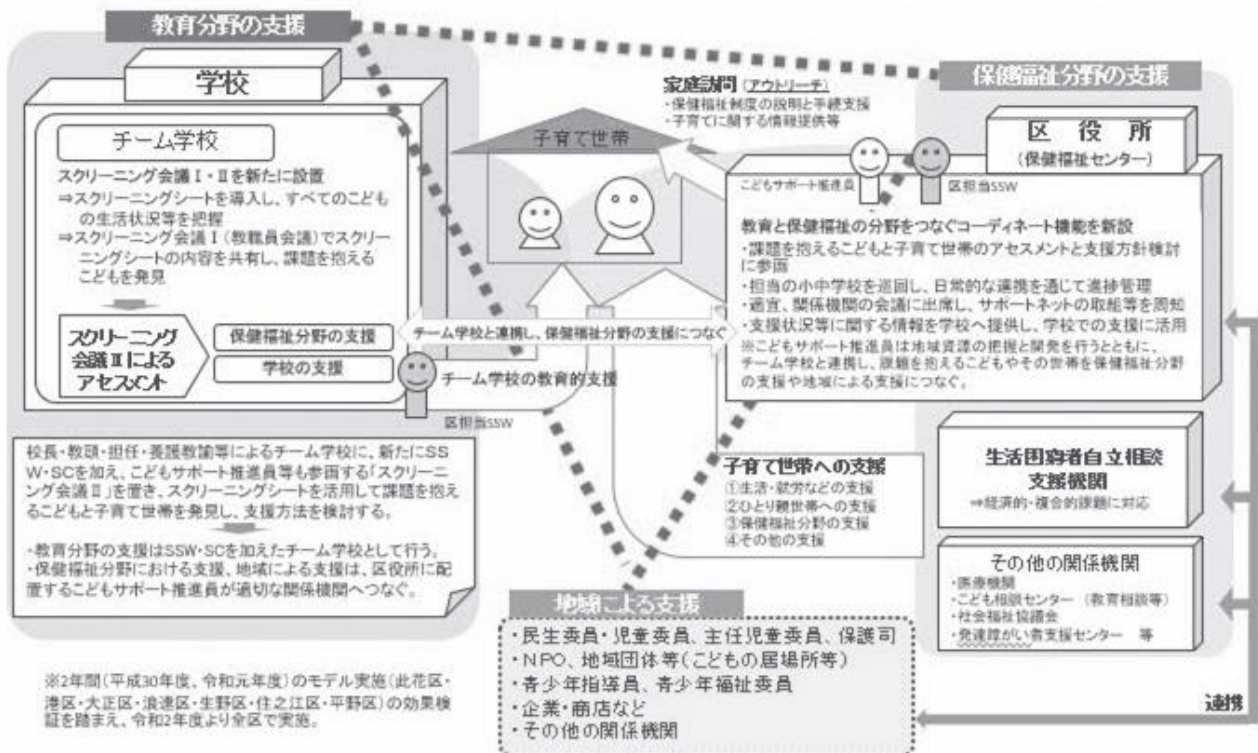 教育分野の支援
学校
チーム学校
スクリーニング会議Ⅰ・Ⅱを新たに設置
⇒スクリーニングシートを導入し、すべてのこども
の生活状況等を把握
⇒スクリーニング会議Ⅰ(教職員会議)でスクリー
ニングシートの内容を共有し、課題を抱える
こどもを発見
スクリーニング
会議Ⅱによる
アセスメント
保健福祉分野の支援
学校の支援
チーム学校と連携し、保健福祉分野の支援につなぐ
チーム学校の教育的支援
区担当SSW
校長・教頭・担任・養護教諭等によるチーム学校に、新たにSS
W・SCを加え、こどもサポート推進員等も参画する「スクリーニ
ング会議Ⅱ」を置き、スクリーニングシートを活用して課題を抱え
るこどもと子育て世帯を発見し、支援方法を検討する。
・教育分野の支援はSSW・SCを加えたチーム学校として行う。
・保健福祉分野における支援、地域による支援は、区役所に配
置するこどもサポート推進員が適切な関係機関へつなぐ。
※2年間(平成30年度、令和元年度)のモデル実施(此花区・
港区・大正区・浪速区・生野区・住之江区・平野区)の効果検
証を踏まえ、令和2年度より全区で実施。
家庭訪問(アウトリーチ)
・保健福祉制度の説明と手続支援
・子育てに関する情報提供等
子育て世帯
保健福祉分野の支援
区役所
(保健福祉センター)
こどもサポート推進員
区担当SSW
教育と保健福祉の分野をつなぐコーディネート機能を新設
・課題を抱えるこどもと子育て世帯のアセスメントと支援方針検討
に参画
・担当の小中学校を巡回し、日常的な連携を通じて進捗管理
・適宜、関係機関の会議に出席し、サポートネットの取組等を周知
・支援状況等に関する情報を学校へ提供し、学校での支援に活用
※こどもサポート推進員は地域資源の把握と開発を行うとともに、
チーム学校と連携し、課題を抱えるこどもやその世帯を保健福祉分野
の支援や地域による支援につなぐ。
子育て世帯への支援
①生活・就労などの支援
②ひとり親世帯への支援
③保健福祉分野の支援
④その他の支援
生活困窮者自立相談
支援機関
⇒経済的・複合的課題に対応
その他の関係機関
・医療機関
・こども相談センター (教育相談等)
・社会福祉協議会
・発達障がい者支援センター 等
地域による支援
・民生委員・児童委員、主任児童委員、保護司
・NPO、地域団体等(こどもの居場所等)
・青少年指導員、青少年福祉委員
・企業・商店など
・その他の関係機関
連携